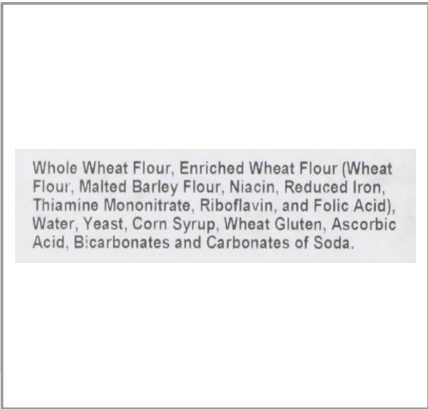 Whole Wheat Flour, Enriched Wheat Flour (Wheat
Flour, Malted Barley Flour, Niacin, Reduced Iron,
Thiamine Mononitrate, Riboflavin, and Folic Acid),
Water, Yeast, Corn Syrup, Wheat Gluten, Ascorbic
Acid, Bicarbonates and Carbonates of Soda.